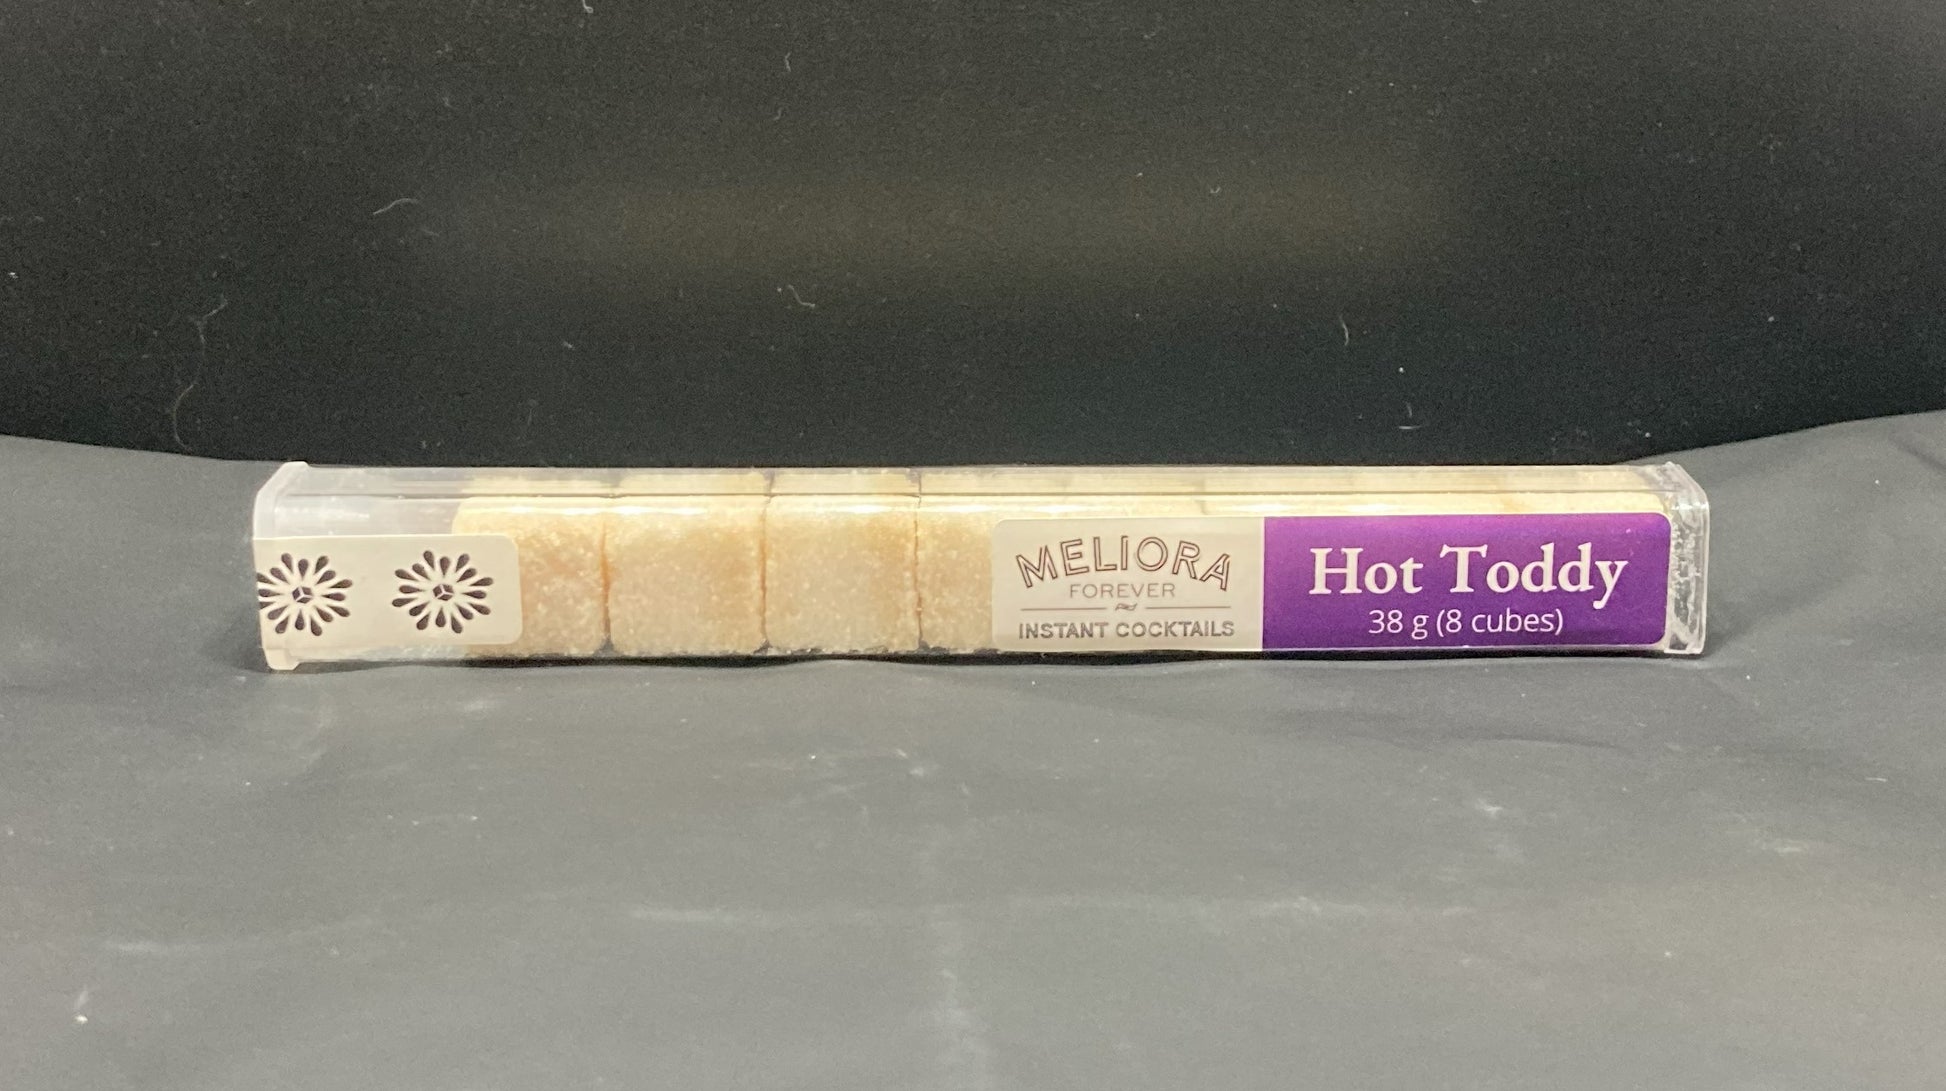 MELIORA
FOREVER
INSTANT COCKTAILS
Hot Toddy
38 g (8 cubes)